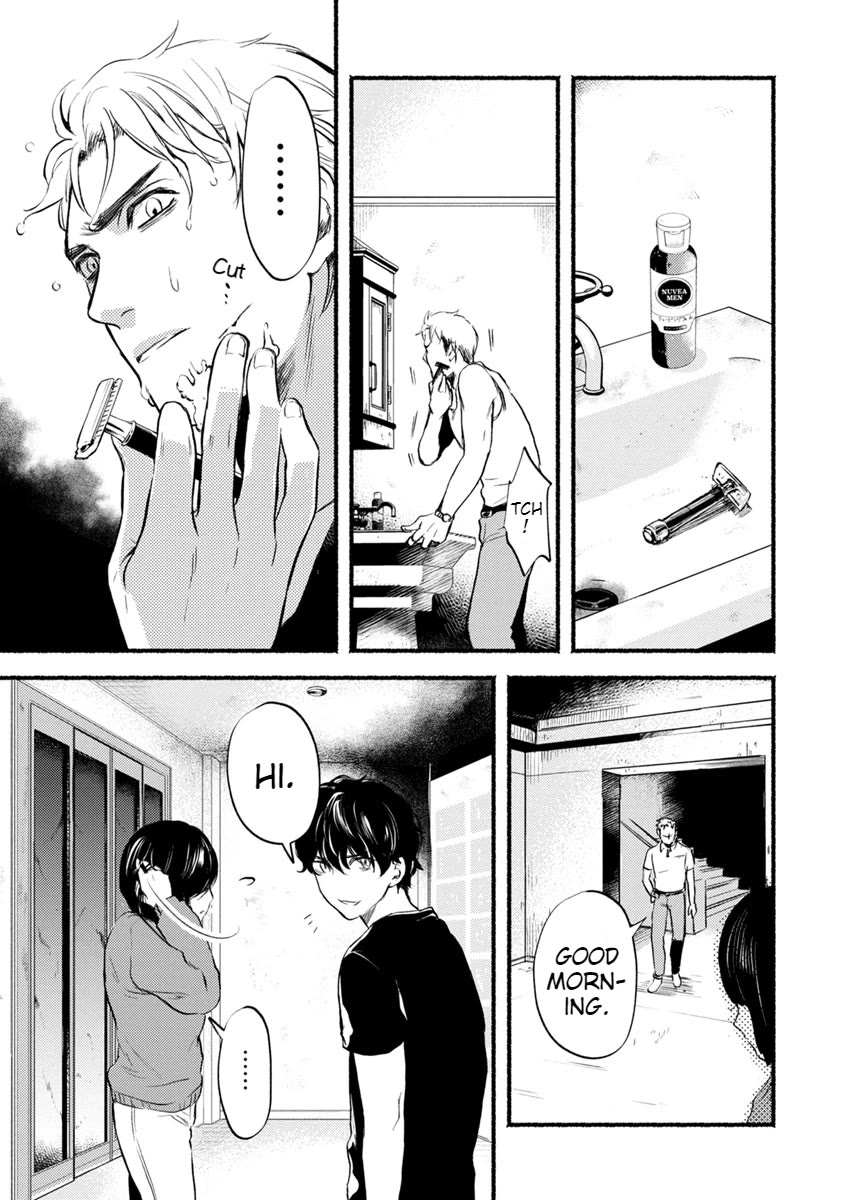 NUVEA
MEN
TCH
!
......
Cut
...
GOOD
MORN-
ING.
HI.
.....